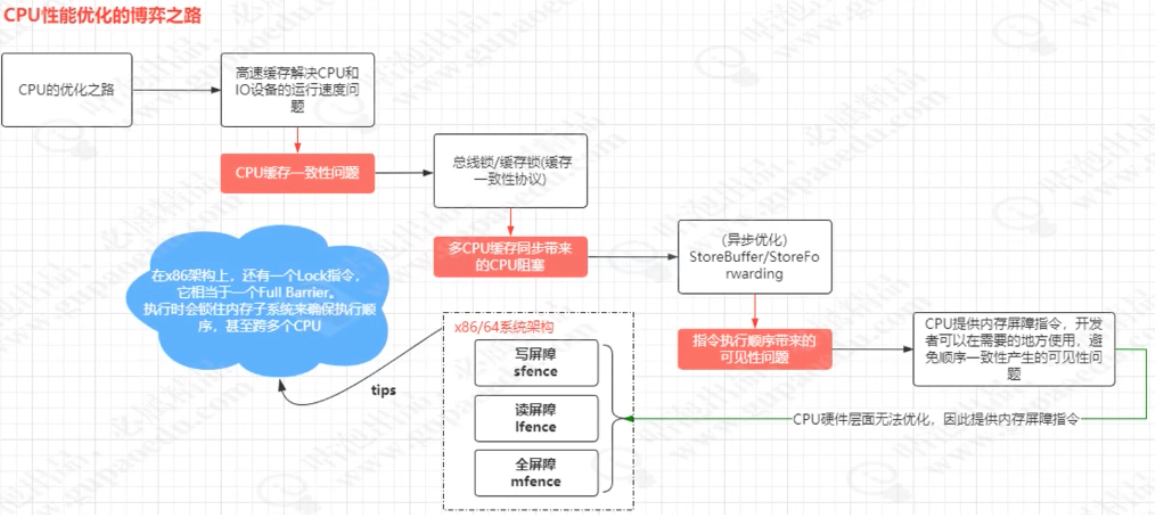 CPU性能优化的博弈之路
CPU的优化之路
高速缓存解决CPU和
IO设备的运行速度问
题
CPU缓存一致性问题
总线锁/缓存锁(缓存
一致性协议)
多CPU缓存同步带来
的CPU阻塞
(异步优化)
StoreBuffer/StoreFo
rwarding
指令执行顺序带来的
可见性问题
CPU提供内存屏障指令，开发
者可以在需要的地方使用，避
免顺序一致性产生的可见性问
题
CPU硬件层面无法优化，因此提供内存屏障指令
x86/64系统架构
写屏障
sfence
读屏障
lfence
全屏障
mfence
tips
在x86架构上，还有一个Lock指令，
它相当于一个Full Barrier。
执行时会锁住内存子系统来确保执行顺
序，甚至跨多个CPU